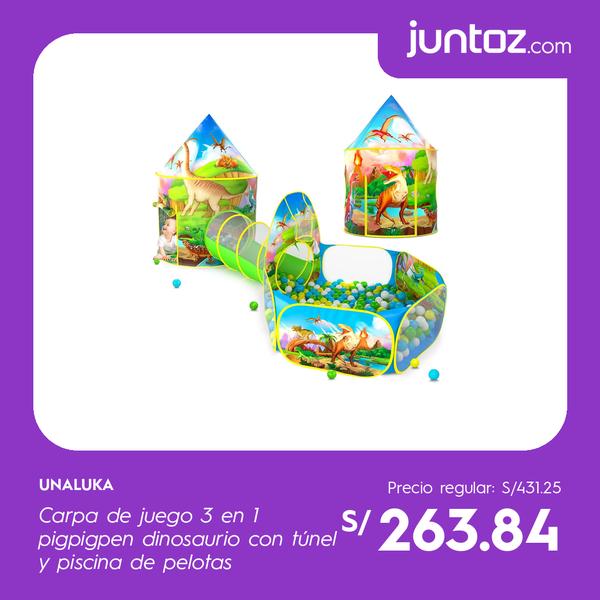 juntoz.com
UNALUKA
Carpa de juego 3 en 1
pigpigpen dinosaurio con túnel
y piscina de pelotas
Precio regular: S/431.25
S/ 263.84